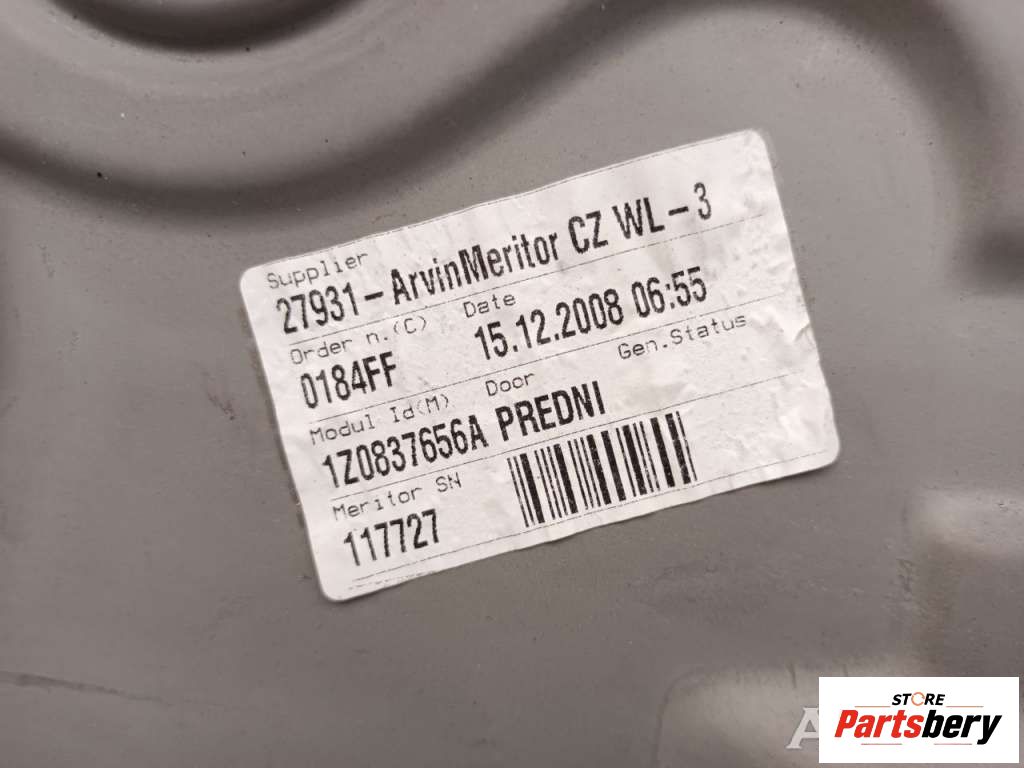 Supplier
27931-ArvinMeritor CZ WL-3
Order n.(C) Date
0184FF 15.12.2008 06:55
Modul Id(M) Door Gen.Status
1Z0837656A PREDNI
Meritor SN
117727
STORE
Partsbery